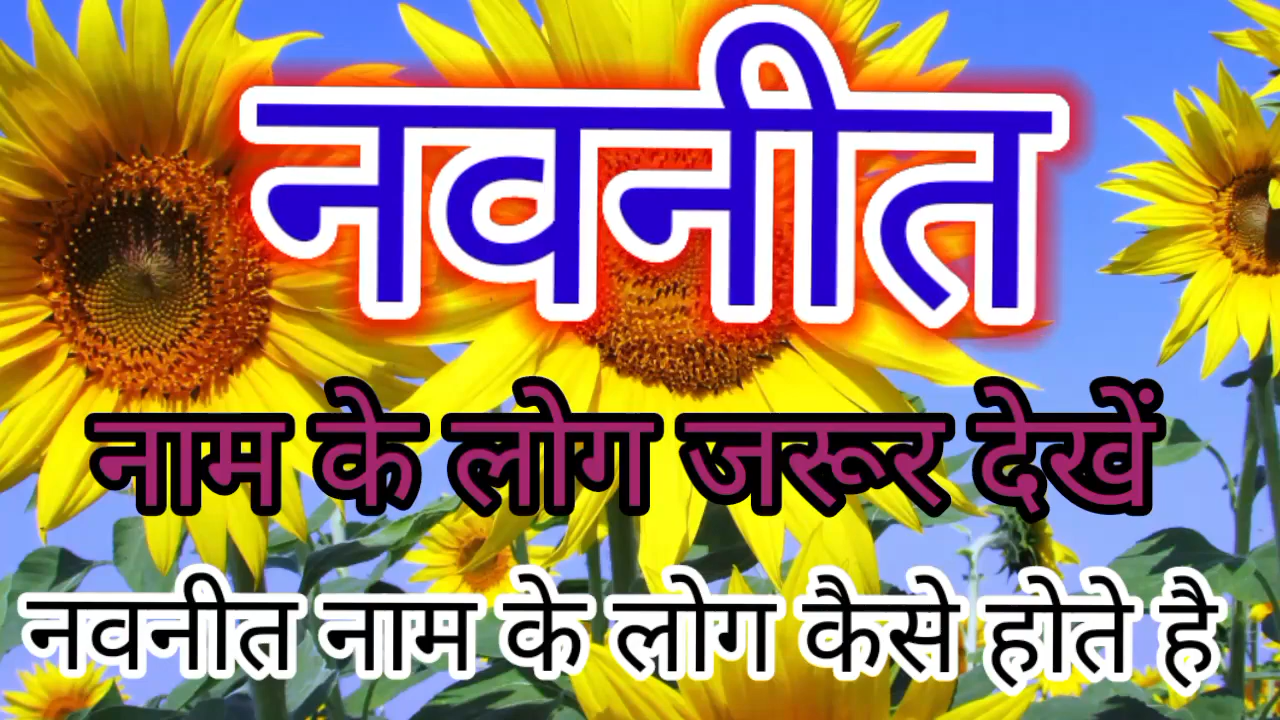 नवनीत
नाम के लोग जरूर देखें
नवनीत नाम के लोग कैसे होते है